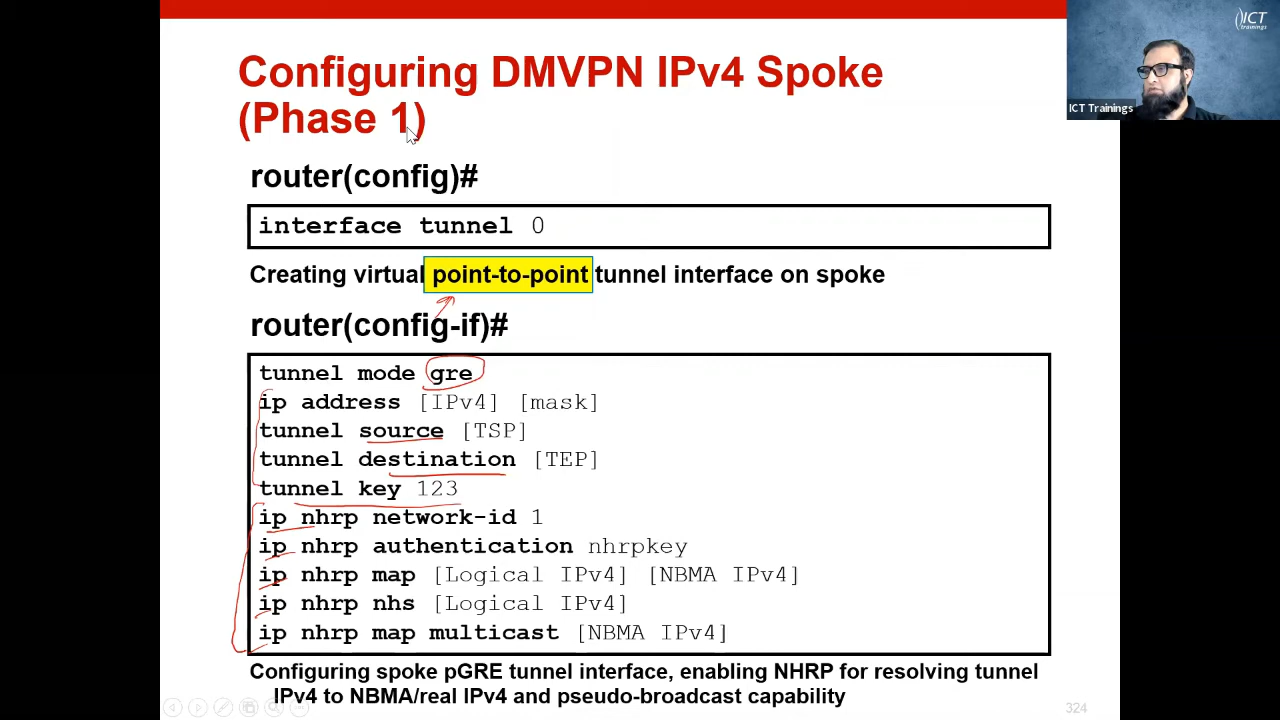 Configuring DMVPN IPv4 Spoke
(Phase 1)
ICT
trainings
ICT Trainings
router(config)#
interface tunnel 0
Creating virtual point-to-point tunnel interface on spoke
router(config-if)#
tunnel mode gre
ip address [IPv4] [mask]
tunnel source [TSP]
tunnel destination [TEP]
tunnel key 123
ip nhrp network-id 1
ip nhrp authentication nhrpkey
ip nhrp map [Logical IPv4] [NBMA IPv4]
ip nhrp nhs [Logical IPv4]
ip nhrp map multicast [NBMA IPv4]
Configuring spoke pGRE tunnel interface, enabling NHRP for resolving tunnel
IPv4 to NBMA/real IPv4 and pseudo-broadcast capability
324